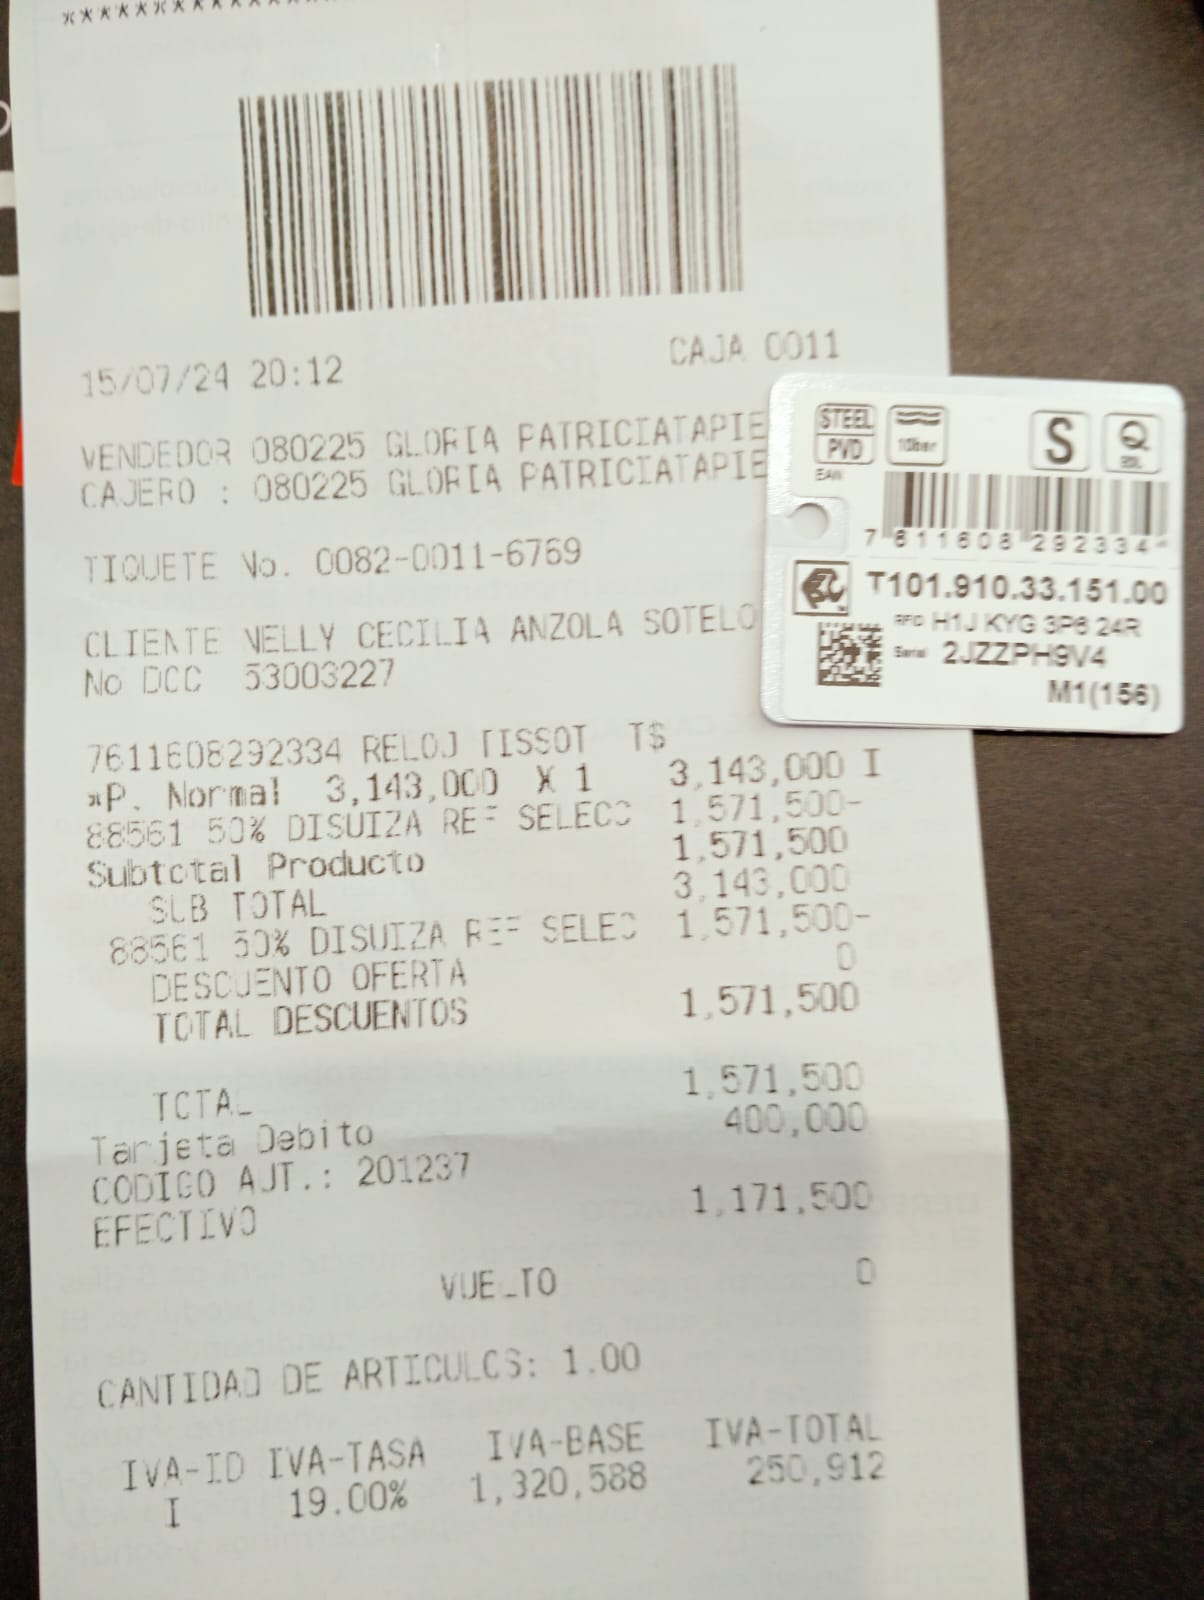 ********************
15/07/24 20:12 CAJA 0011
VENDEDOR 080225 GLORIA PATRICIATAPIE
CAJERO : 080225 GLORIA PATRICIATAPIE
TIQUETE No. 0082-0011-6769
CLIENTE NELLY CECILIA ANZOLA SOTELO
No DCC 53003227
7611608292334 RELOJ TISSOT T$
*P. Normal 3,143,000 X 1 3,143,000 I
88561 50% DISUIZA REF SELECC 1,571,500-
Subtotal Producto 1,571,500
SUB TOTAL 3,143,000
88561 50% DISUIZA REF SELEC 1,571,500-
DESCUENTO OFERTA 0
TOTAL DESCUENTOS 1,571,500
TOTAL 1,571,500
Tarjeta Debito 400,000
CODIGO AUT.: 201237
EFECTIVO 1,171,500
VUELTO 0
CANTIDAD DE ARTICULOS: 1.00
IVA-ID IVA-TASA IVA-BASE IVA-TOTAL
I 19.00% 1,320,588 250,912
STEEL
PVD
10bar
S
EOL
EAN
7 611608 292334
T101.910.33.151.00
RFID H1J KYG 3P6 24R
Serial 2JZZPH9V4
M1(156)